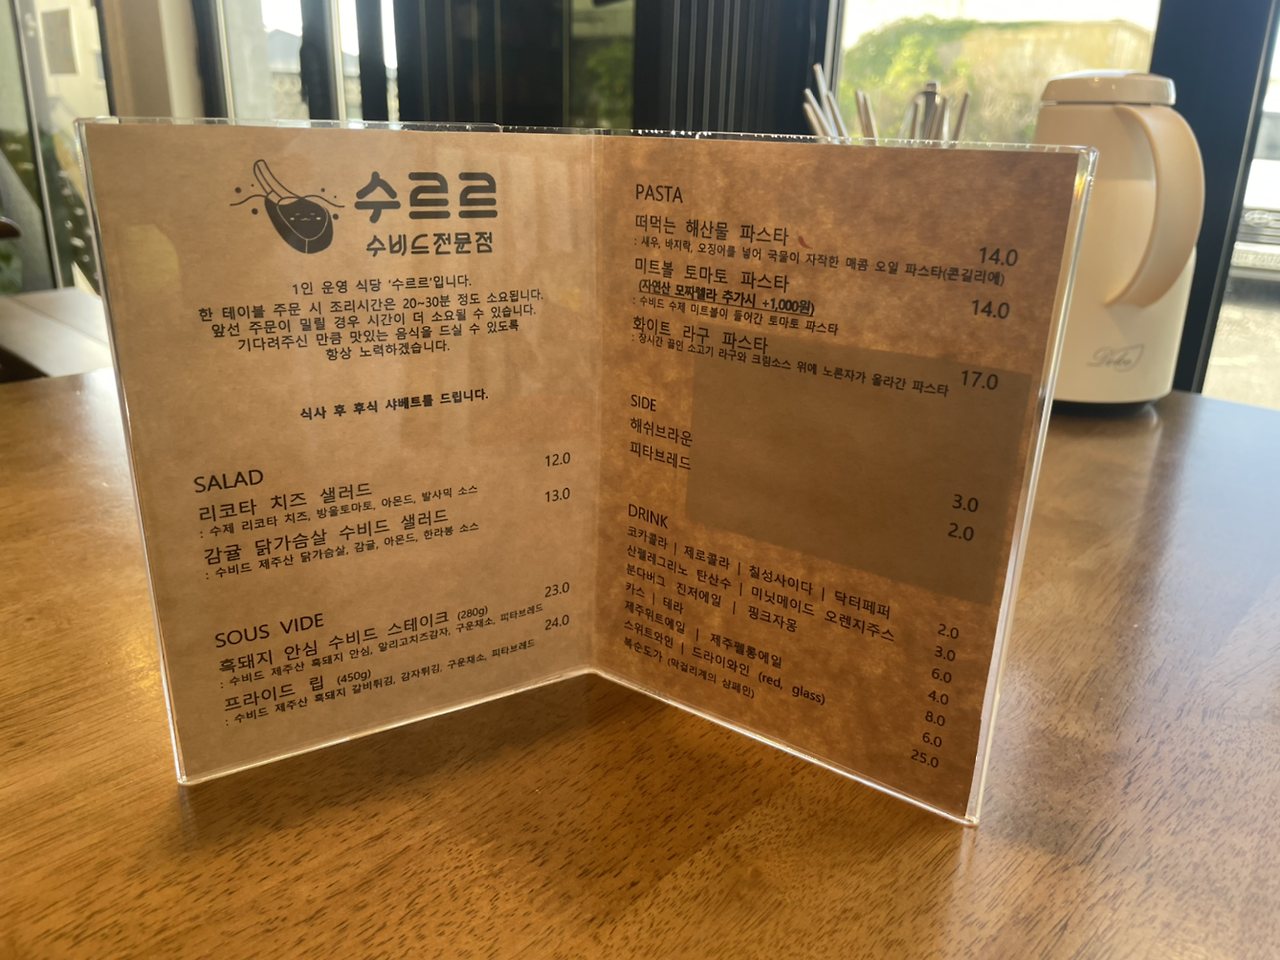 수르르
수비드전문점
1인 운영 식당 '수르르'입니다.
한 테이블 주문 시 조리시간은 20~30분 정도 소요됩니다.
앞선 주문이 밀릴 경우 시간이 더 소요될 수 있습니다.
기다려주신 만큼 맛있는 음식을 드실 수 있도록
항상 노력하겠습니다.
식사 후 후식 샤베트를 드립니다.
SALAD
리코타 치즈 샐러드 12.0
: 수제 리코타 치즈, 방울토마토, 아몬드, 발사믹 소스
감귤 닭가슴살 수비드 샐러드 13.0
: 수비드 제주산 닭가슴살, 감귤, 아몬드, 한라봉 소스
SOUS VIDE
흑돼지 안심 수비드 스테이크 (280g) 23.0
: 수비드 제주산 흑돼지 안심, 알리고치즈감자, 구운채소, 피타브레드
프라이드 립 (450g) 24.0
: 수비드 제주산 흑돼지 갈비튀김, 감자튀김, 구운채소, 피타브레드
PASTA
떠먹는 해산물 파스타 14.0
: 새우, 바지락, 오징어를 넣어 국물이 자작한 매콤 오일 파스타(콘길리에)
미트볼 토마토 파스타 14.0
(자연산 모짜렐라 추가시 +1,000원)
: 수비드 수제 미트볼이 들어간 토마토 파스타
화이트 라구 파스타 17.0
: 장시간 끓인 소고기 라구와 크림소스 위에 노른자가 올라간 파스타
SIDE
해쉬브라운 3.0
피타브레드 2.0
DRINK
코카콜라 | 제로콜라 | 칠성사이다 | 닥터페퍼 2.0
산펠레그리노 탄산수 | 미닛메이드 오렌지주스 3.0
분다버그 진저에일 | 핑크자몽 6.0
카스 | 테라 4.0
제주위트에일 | 제주펠롱에일 8.0
스위트와인 | 드라이와인 (red, glass) 6.0
복순도가 (막걸리계의 샴페인) 25.0